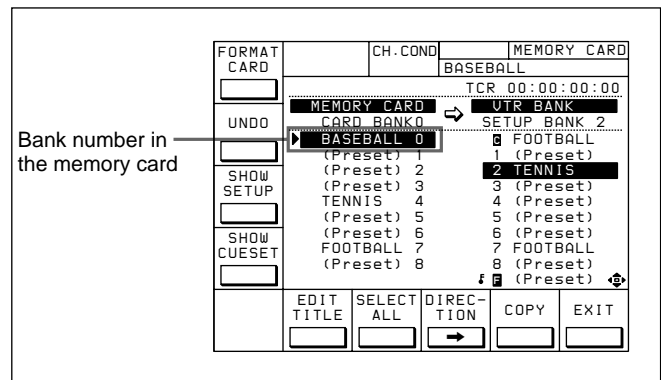 Bank number in
the memory card
FORMAT
CARD
CH.COND
MEMORY CARD
BASEBALL
TCR 00:00:00:00
MEMORY CARD ⇨ VTR BANK
CARD BANK0 SETUP BANK 2
BASEBALL 0 C FOOTBALL
(Preset) 1 1 (Preset)
(Preset) 2 2 TENNIS
(Preset) 3 3 (Preset)
TENNIS 4 4 (Preset)
(Preset) 5 5 (Preset)
(Preset) 6 6 (Preset)
FOOTBALL 7 7 FOOTBALL
(Preset) 8 8 (Preset)
F (Preset)
UNDO
SHOW
SETUP
SHOW
CUESET
EDIT
TITLE
SELECT
ALL
DIREC-
TION
COPY
EXIT